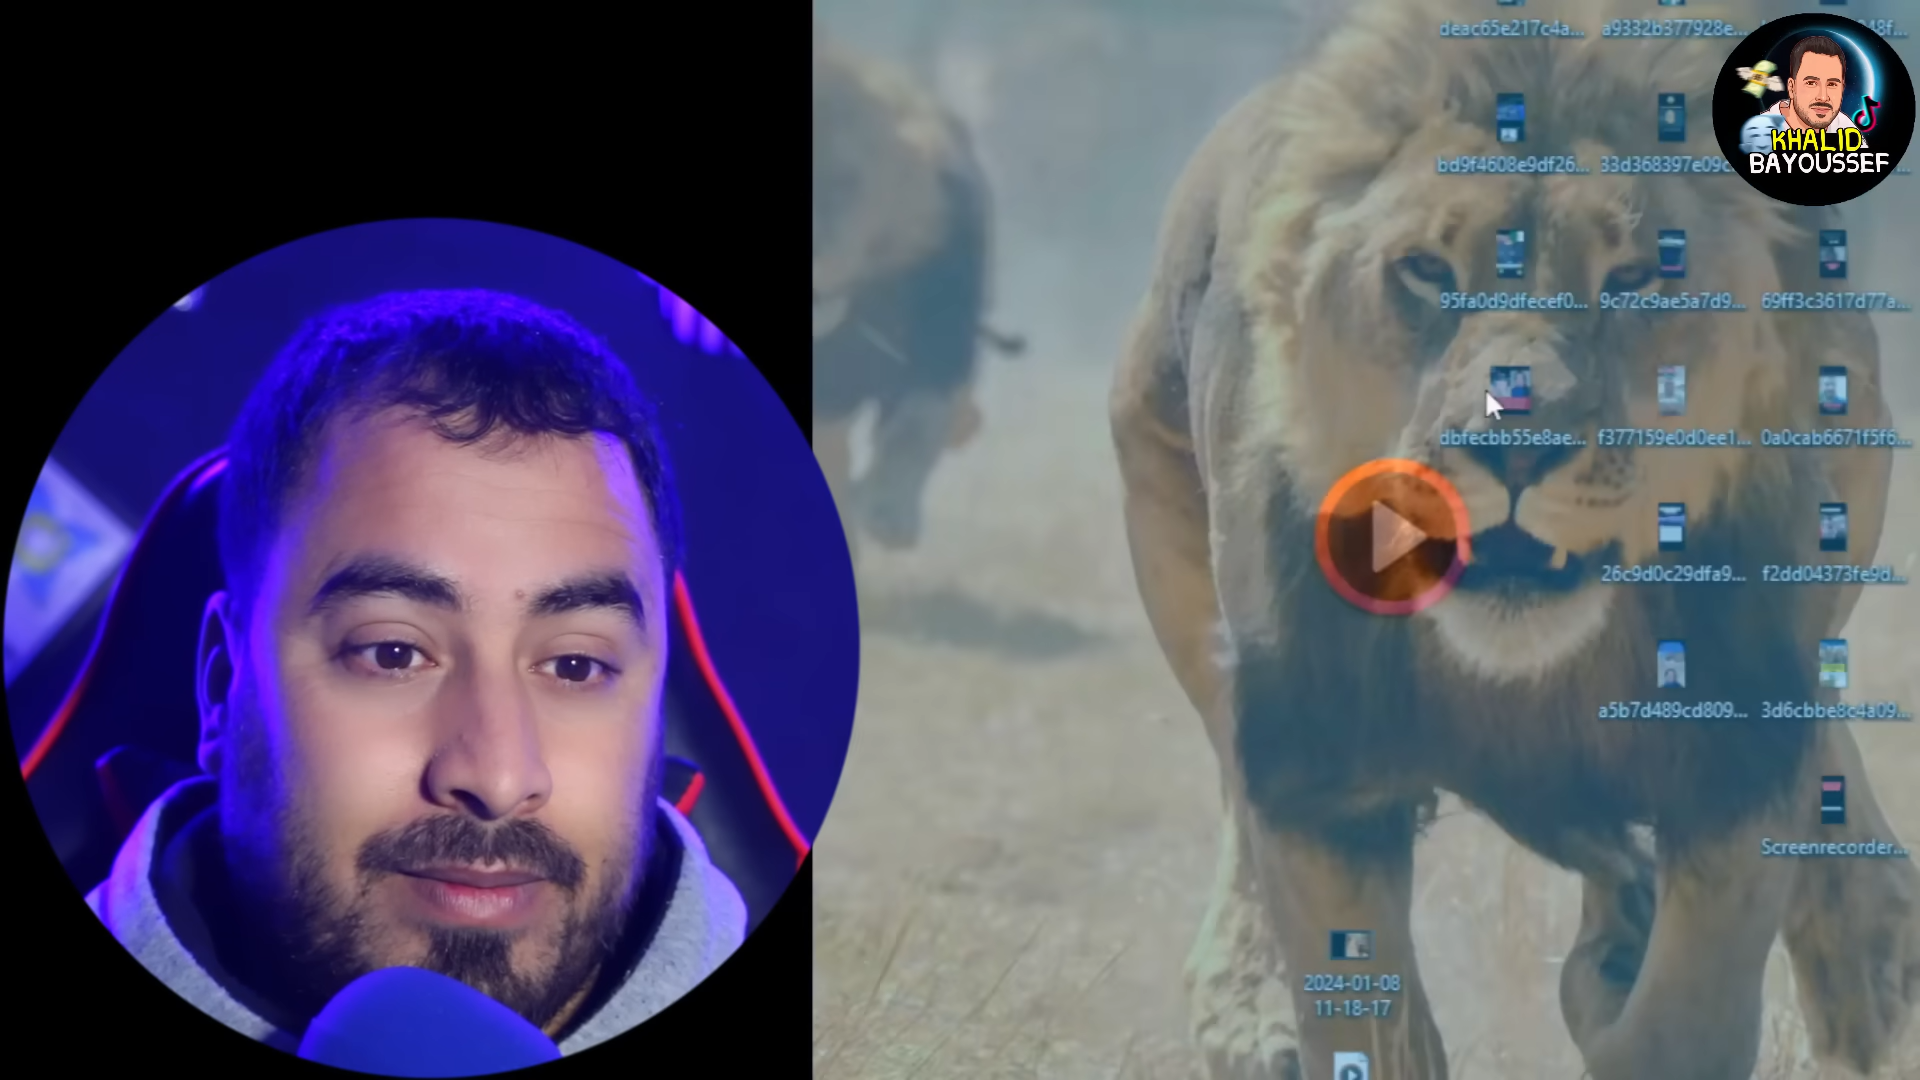 deac65e217c4a...
a9332b377928e...
KHALID
BAYOUSSEF
bd9f4608e9df26...
95fa0d9dfecef0...
9c72c9ae5a7d9...
69ff3c3617d77a...
dbfecbb55e8ae...
f377159e0d0ee1...
0a0cab6671f5f6...
26c9d0c29dfa9...
f2dd04373fe9d...
a5b7d489cd809...
3d6cbbe8c4a09...
Screenrecorder...
2024-01-08
11-18-17